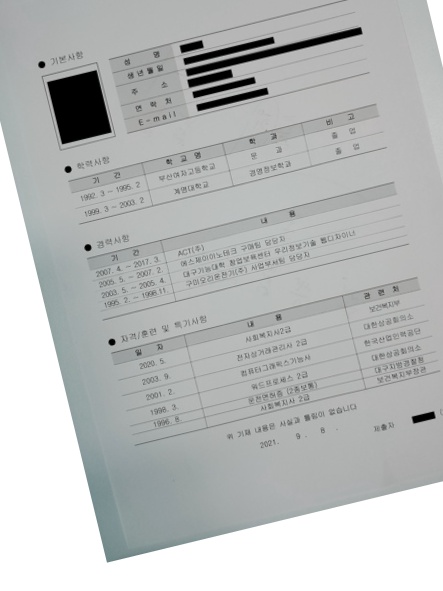 ● 기본사항
성 명
생년월일
주 소
연 락 처
E-mail
● 학력사항
기 간 학 교 명 학 과 비 고
1992. 3 ~ 1995. 2 부산여자고등학교 문 과 졸 업
1999. 3 ~ 2003. 2 계명대학교 경영정보학과 졸 업
● 경력사항
기 간 내 용
2007. 4. ~ 2017. 3. ACT(주)
2005. 5. ~ 2007. 2. 에스제이이노테크 구매팀 담당자
2003. 5. ~ 2005. 4. 대구기능대학 창업보육센터 우리정보기술 웹디자이너
1995. 2. ~ 1998.11. 구미오리온전기(주) 사업부서팀 담당자
● 자격/훈련 및 특기사항
일 자 내 용 관 련 처
2020. 5. 사회복지사2급 보건복지부
2003. 9. 전자상거래관리사 2급 대한상공회의소
2001. 2. 컴퓨터그래픽스기능사 한국산업인력공단
1998. 3. 워드프로세스 2급 대한상공회의소
1996. 8. 운전면허증 (2종보통) 대구지방경찰청
사회복지사 2급 보건복지부장관
위 기재 내용은 사실과 틀림이 없습니다
2021. 9. 8.
제출자 (